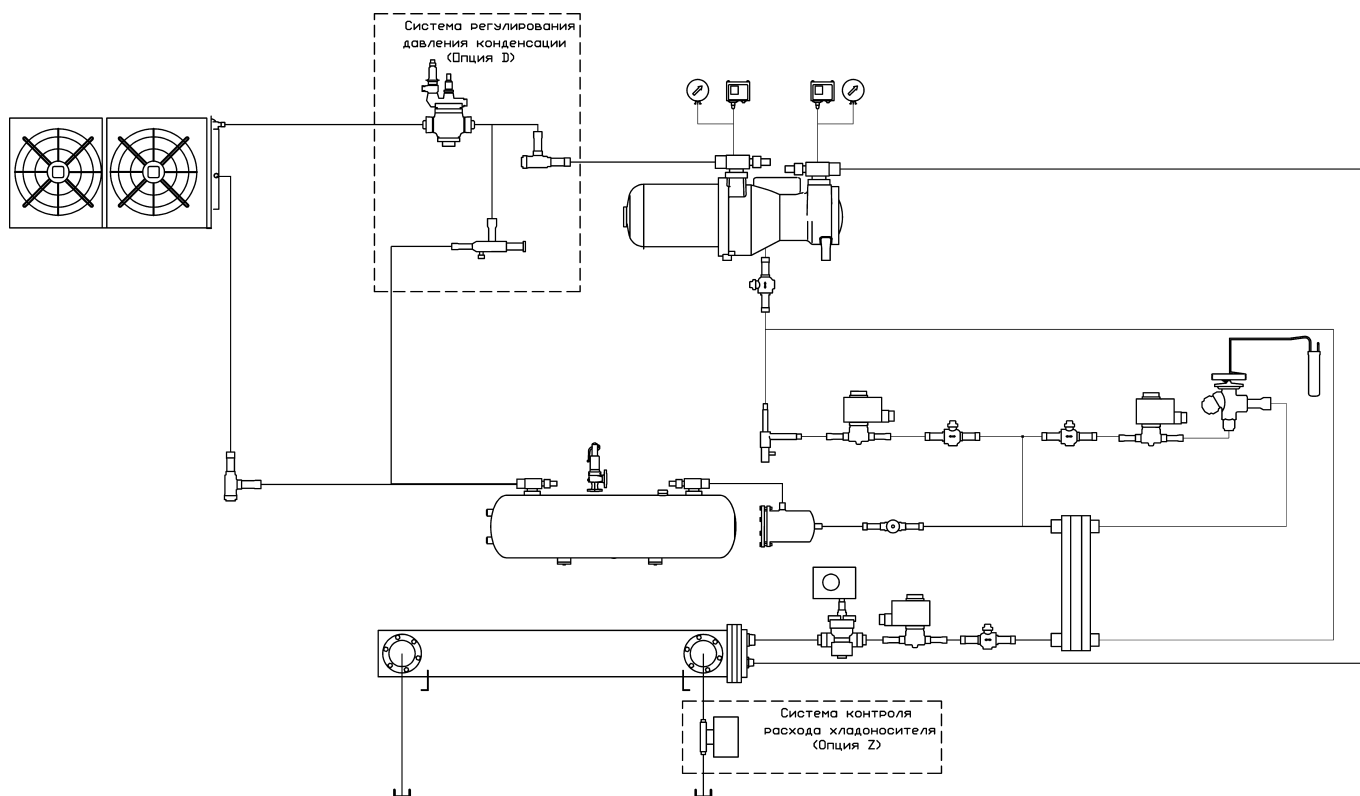 Система регулирования
давления конденсации
(Опция D)
Система контроля
расхода хладоносителя
(Опция Z)